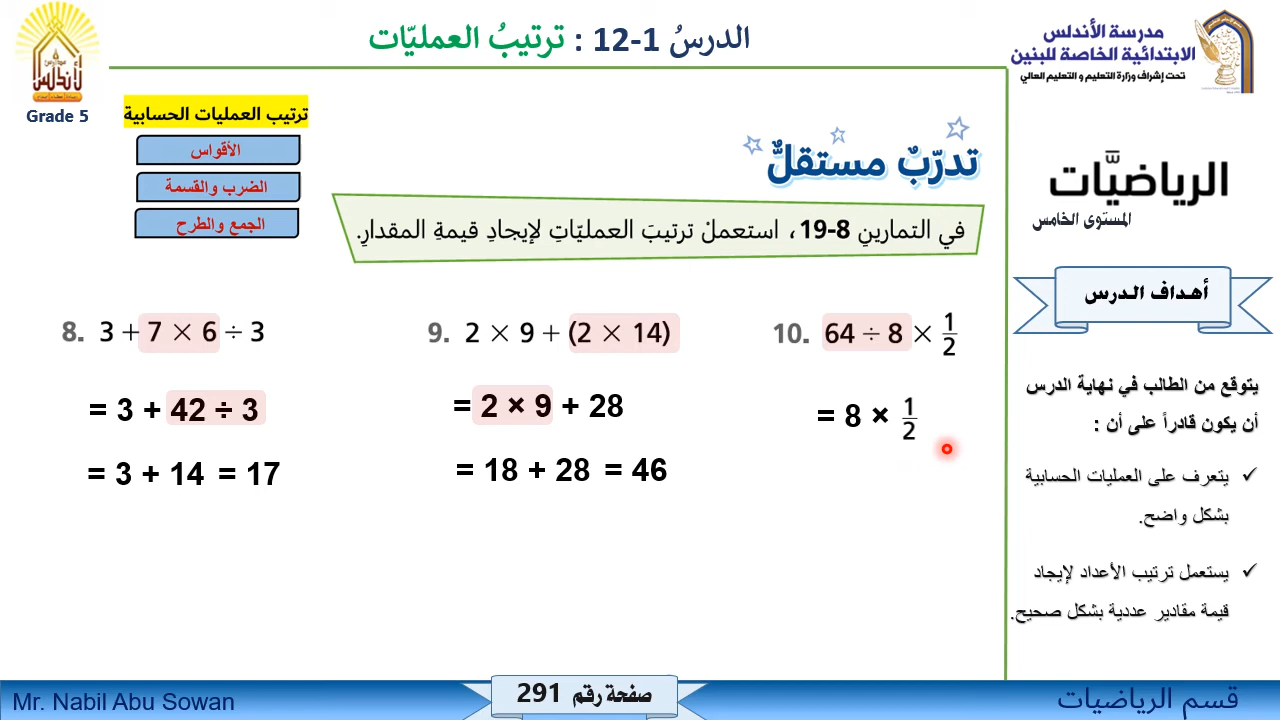 الدرسُ 1-12 : ترتيبُ العمليّات
مدرسة الأندلس
الابتدائية الخاصة للبنين
تحت إشراف وزارة التعليم و التعليم العالي
Grade 5
ترتيب العمليات الحسابية
الأقواس
الضرب والقسمة
الجمع والطرح
تدرّبٌ مستقلٌّ
في التمارينِ 8-19، استعملْ ترتيبَ العمليّاتِ لإيجادِ قيمةِ المقدارِ.
8. 3 + 7 × 6 ÷ 3
= 3 + 42 ÷ 3
= 3 + 14 = 17
9. 2 × 9 + (2 × 14)
= 2 × 9 + 28
= 18 + 28 = 46
10. 64 ÷ 8 × 1/2
= 8 × 1/2
الرياضيَّات
المستوى الخامس
أهداف الدرس
يتوقع من الطالب في نهاية الدرس
أن يكون قادراً على أن :
✓ يتعرف على العمليات الحسابية
بشكل واضح.
✓ يستعمل ترتيب الأعداد لإيجاد
قيمة مقادير عددية بشكل صحيح.
Mr. Nabil Abu Sowan
صفحة رقم 291
قسم الرياضيات